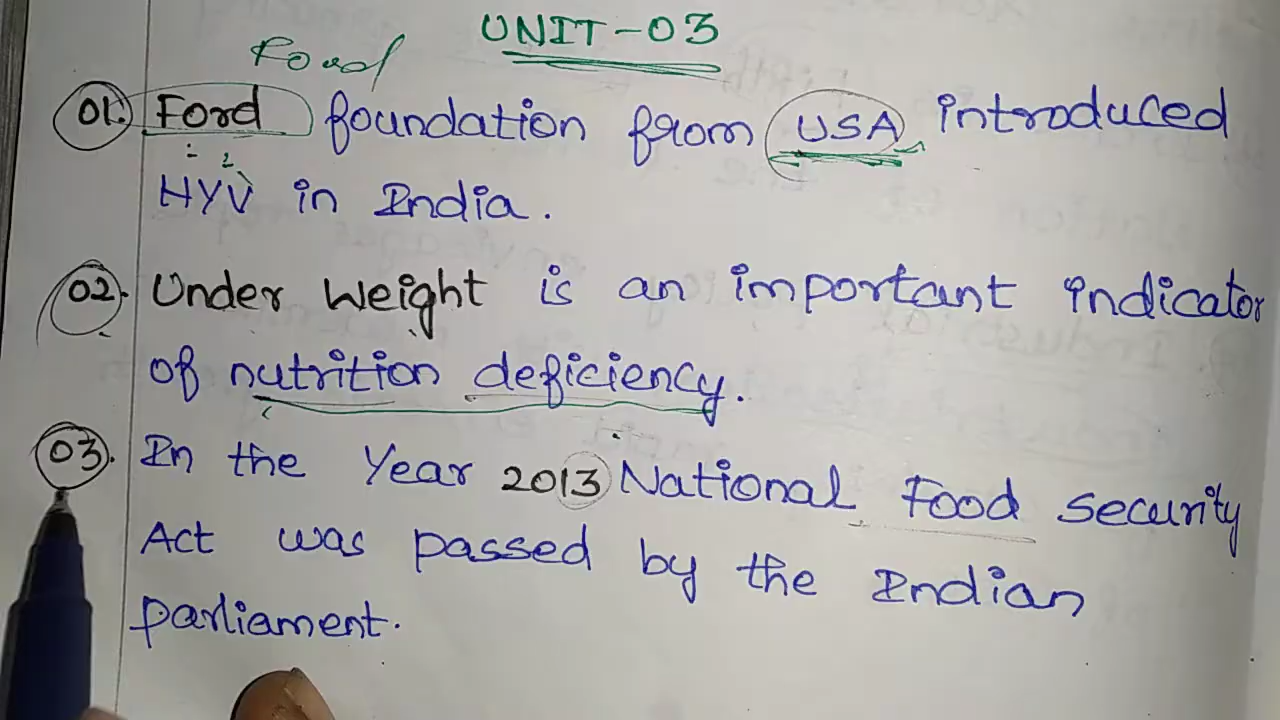 UNIT-03
Ford
01. Ford foundation from USA introduced
HYV in India.
02. Under Weight is an important indicator
of nutrition deficiency.
03. In the Year 2013 National Food security
Act was passed by the Indian
parliament.